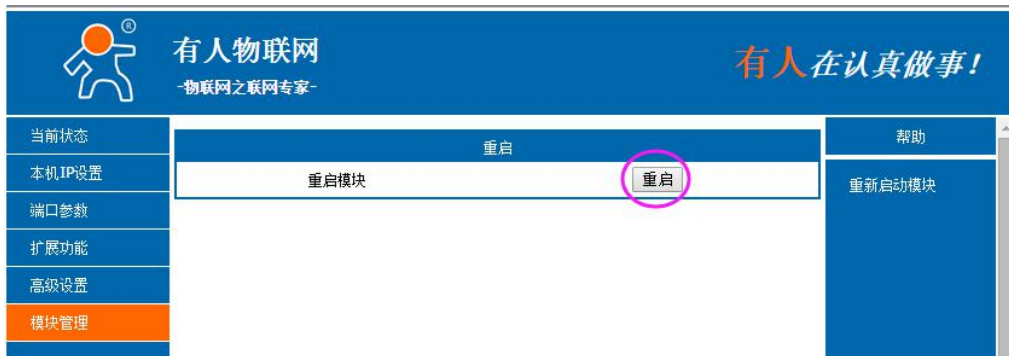 ®
有人物联网
-物联网之联网专家-
有人在认真做事！
当前状态
本机IP设置
端口参数
扩展功能
高级设置
模块管理
重启
重启模块
重启
帮助
重新启动模块